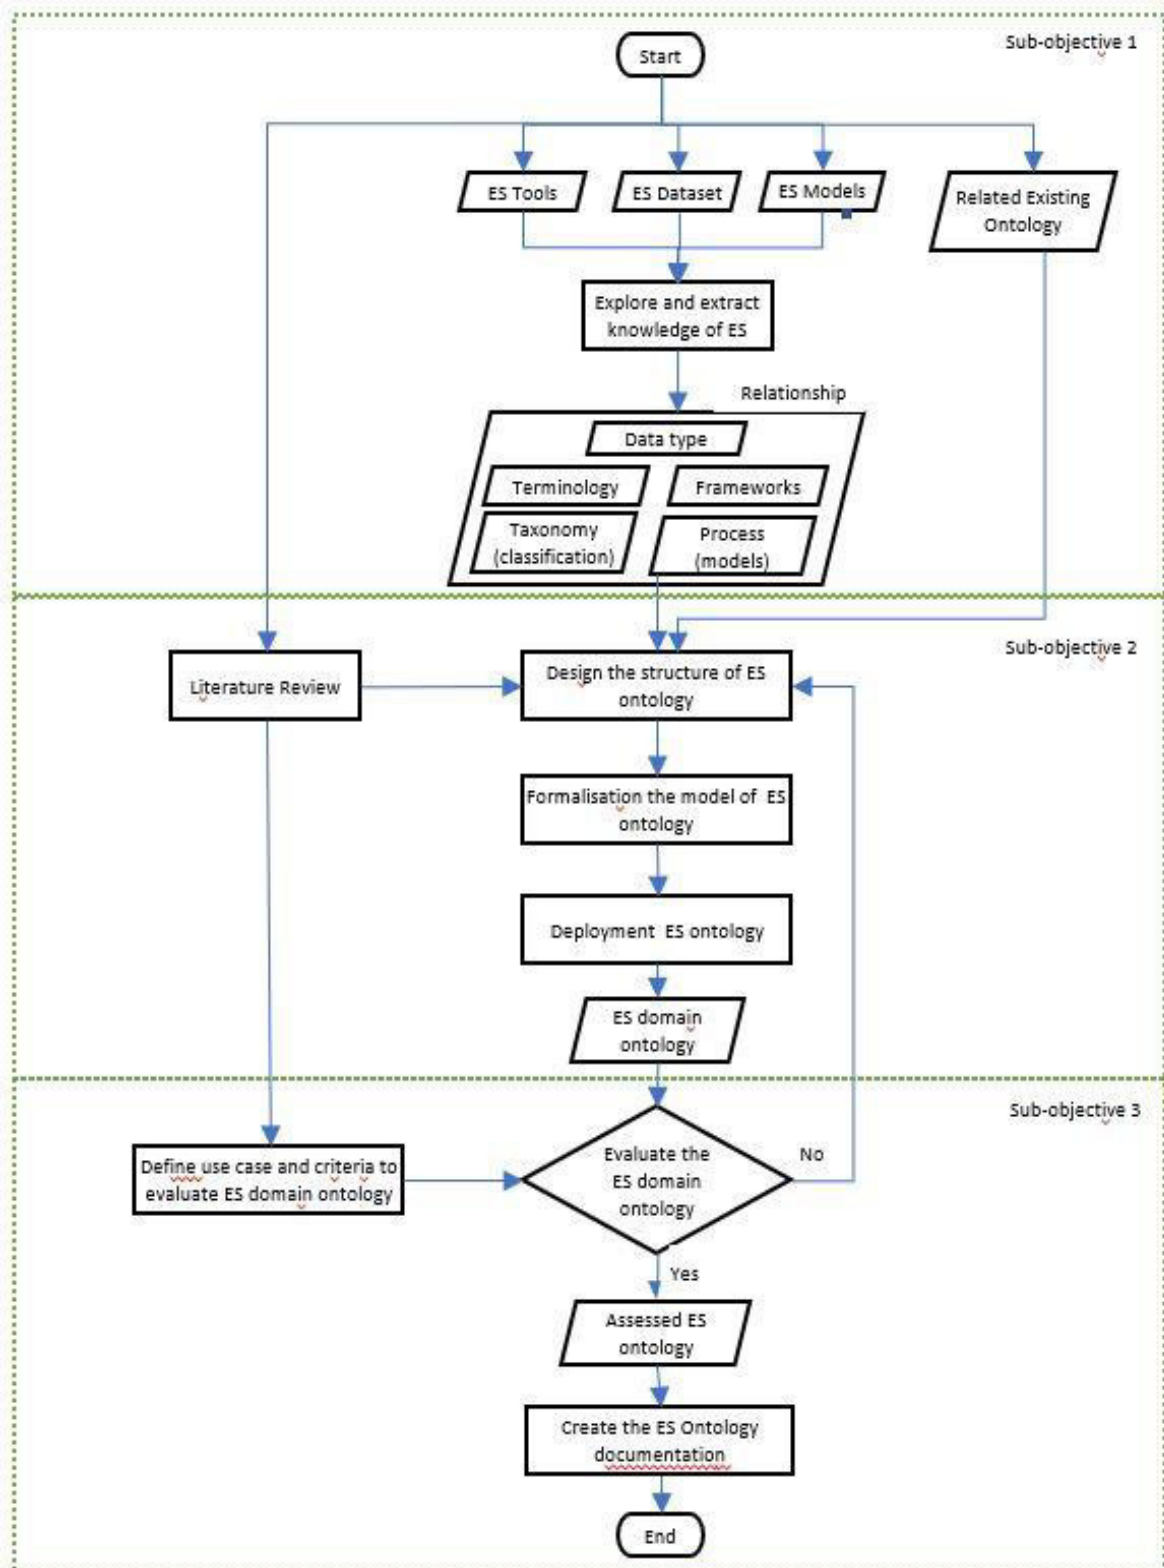 Sub-objective 1
Start
ES Tools
ES Dataset
ES Models
Related Existing
Ontology
Explore and extract
knowledge of ES
Relationship
Data type
Terminology
Frameworks
Taxonomy
(classification)
Process
(models)
Sub-objective 2
Literature Review
Design the structure of ES
ontology
Formalisation the model of ES
ontology
Deployment ES ontology
ES domain
ontology
Sub-objective 3
Define use case and criteria to
evaluate ES domain ontology
Evaluate the
ES domain
ontology
No
Yes
Assessed ES
ontology
Create the ES Ontology
documentation
End